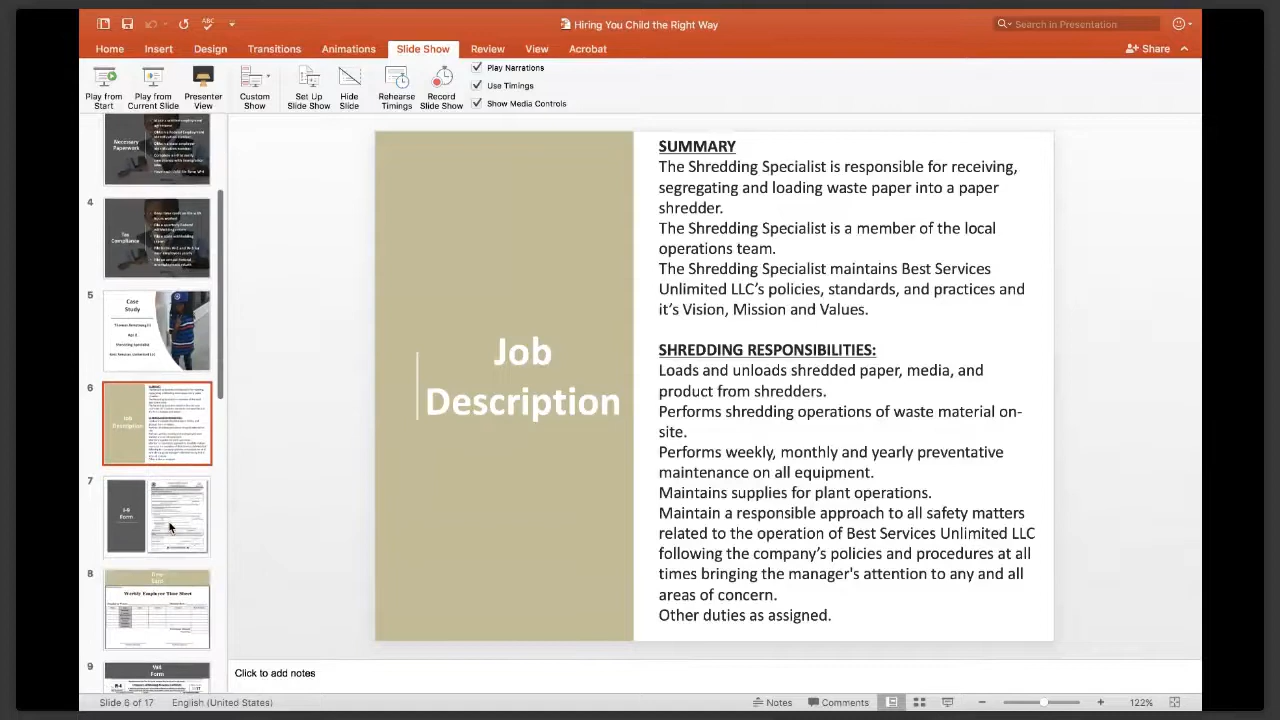 ABC
Hiring You Child the Right Way
Search in Presentation
Home Insert Design Transitions Animations Slide Show Review View Acrobat
Share
Play from Start
Play from Current Slide
Presenter View
Custom Show
Set Up Slide Show
Hide Slide
Rehearse Timings
Record Slide Show
Play Narrations
Use Timings
Show Media Controls
Necessary
Paperwork
4
Tax
Compliance
5
Case
Study
6
Job
Description
7
I-9
Form
8
Time
Weekly Employee Time Sheet
9
W4
Form
Job
Descripti
SUMMARY
The Shredding Specialist is responsible for receiving,
segregating and loading waste paper into a paper
shredder.
The Shredding Specialist is a member of the local
operations team.
The Shredding Specialist maintains Best Services
Unlimited LLC's policies, standards, and practices and
it's Vision, Mission and Values.
SHREDDING RESPONSIBILITIES:
Loads and unloads shredded paper, media, and
product from shredders.
Performs shredding operations of waste material on
site.
Performs weekly, monthly and yearly preventative
maintenance on all equipment.
Maintains supplies for plant operations.
Maintain a responsible approach to all safety matters
related to the operation of Best Services Unlimited LLC
following the company's policies and procedures at all
times bringing the manager's attention to any and all
areas of concern.
Other duties as assigned.
Click to add notes
Slide 6 of 17 English (United States)
Notes Comments 122%